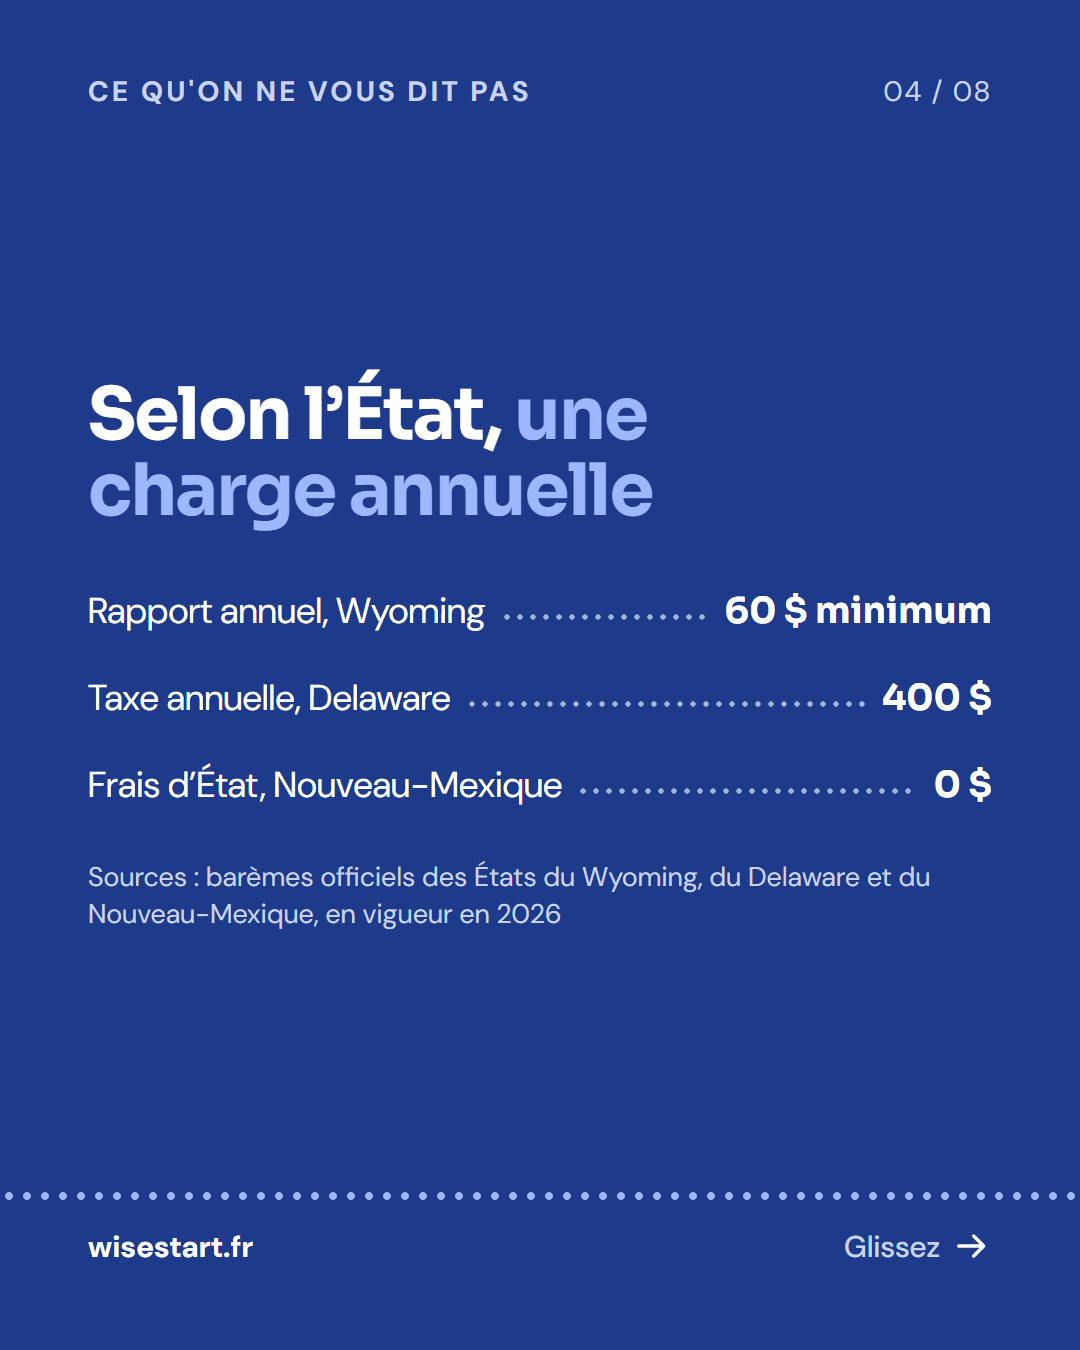 CE QU'ON NE VOUS DIT PAS
04 / 08
Selon l’État, une
charge annuelle
Rapport annuel, Wyoming 60 $ minimum
Taxe annuelle, Delaware 400 $
Frais d’État, Nouveau-Mexique 0 $
Sources : barèmes officiels des États du Wyoming, du Delaware et du
Nouveau-Mexique, en vigueur en 2026
wisestart.fr
Glissez →